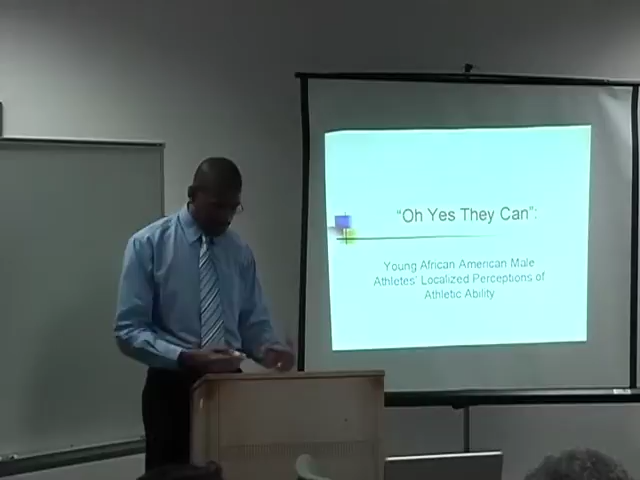 “Oh Yes They Can”:
Young African American Male
Athletes’ Localized Perceptions of
Athletic Ability